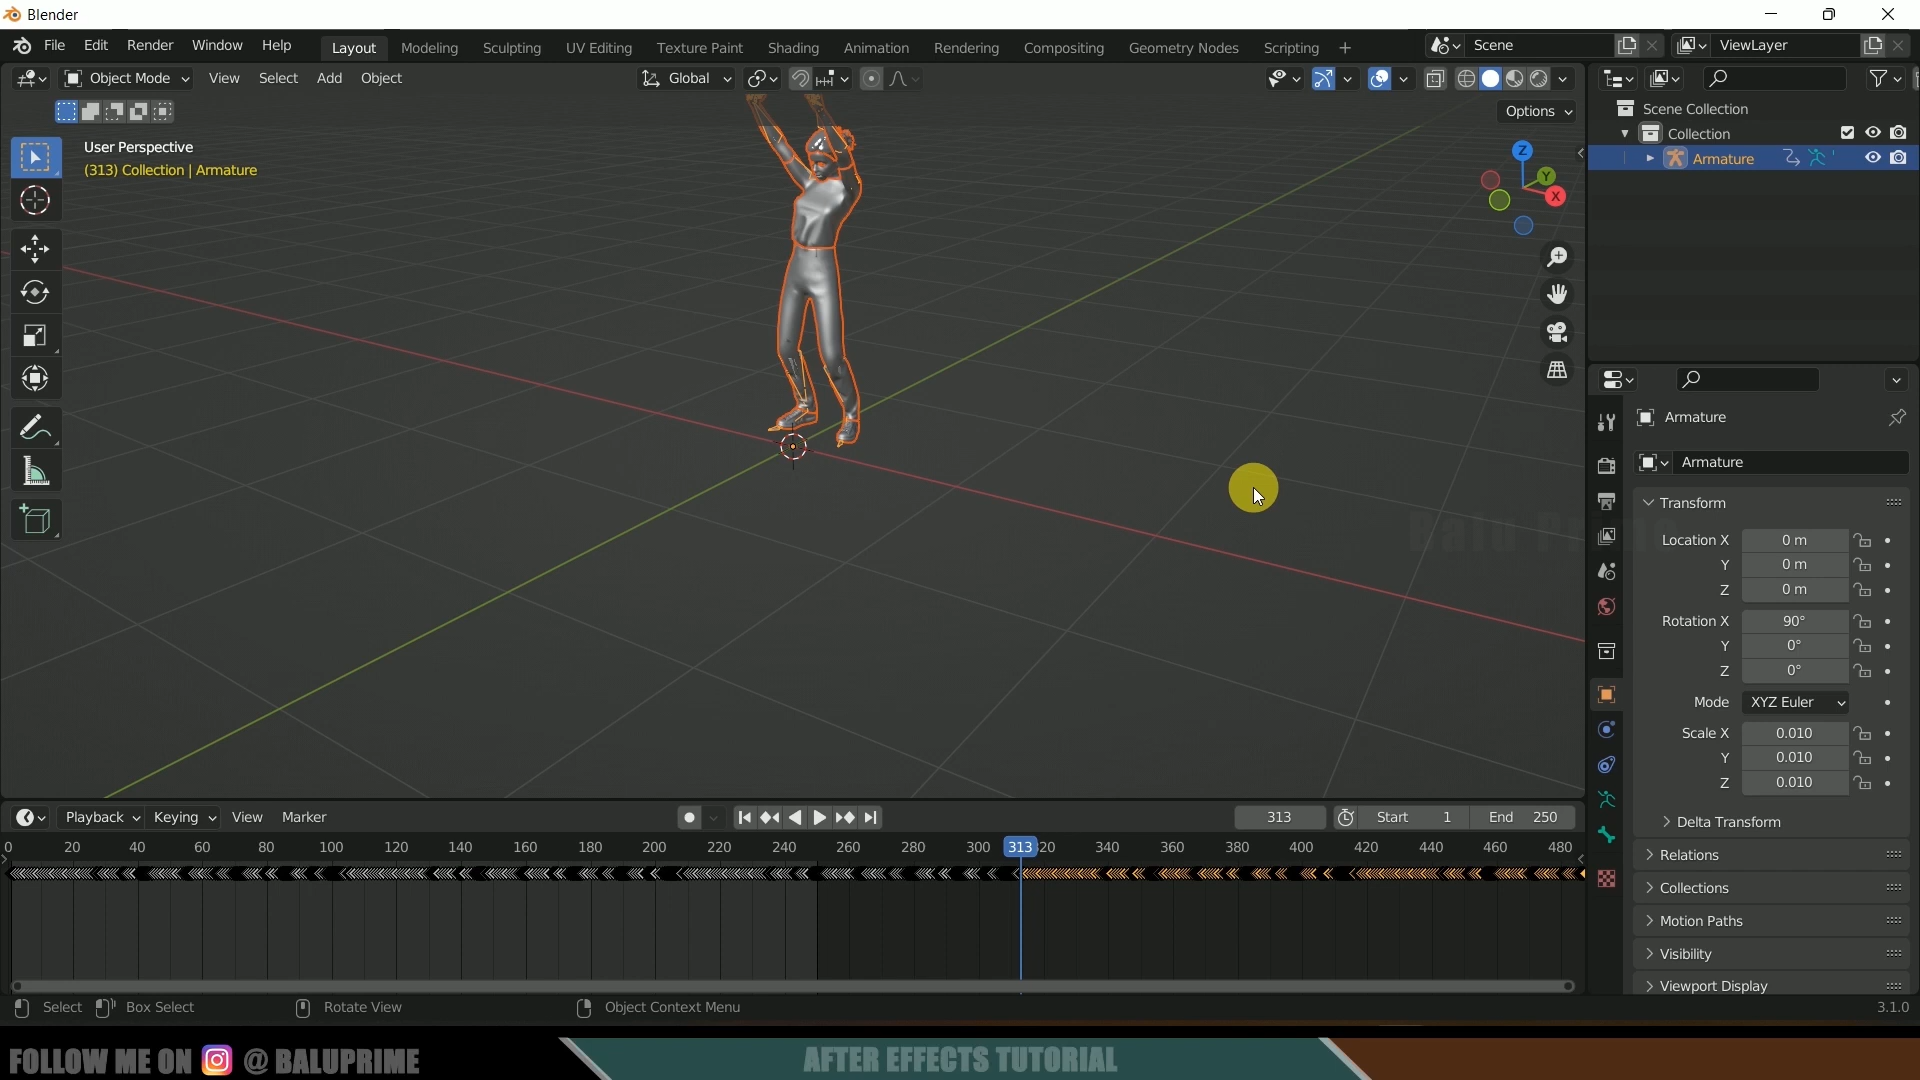 Blender
File Edit Render Window Help Layout Modeling Sculpting UV Editing Texture Paint Shading Animation Rendering Compositing Geometry Nodes Scripting + Scene ViewLayer
Object Mode View Select Add Object Global
Options
User Perspective
(313) Collection | Armature
Z
Y
X
Scene Collection
Collection
Armature
Armature
Armature
Transform
Location X 0 m
Y 0 m
Z 0 m
Rotation X 90°
Y 0°
Z 0°
Mode XYZ Euler
Scale X 0.010
Y 0.010
Z 0.010
Delta Transform
Relations
Collections
Motion Paths
Visibility
Viewport Display
Playback Keying View Marker 313 Start 1 End 250
0 20 40 60 80 100 120 140 160 180 200 220 240 260 280 300 313 20 340 360 380 400 420 440 460 480
Select Box Select Rotate View Object Context Menu 3.1.0
FOLLOW ME ON @ BALUPRIME AFTER EFFECTS TUTORIAL